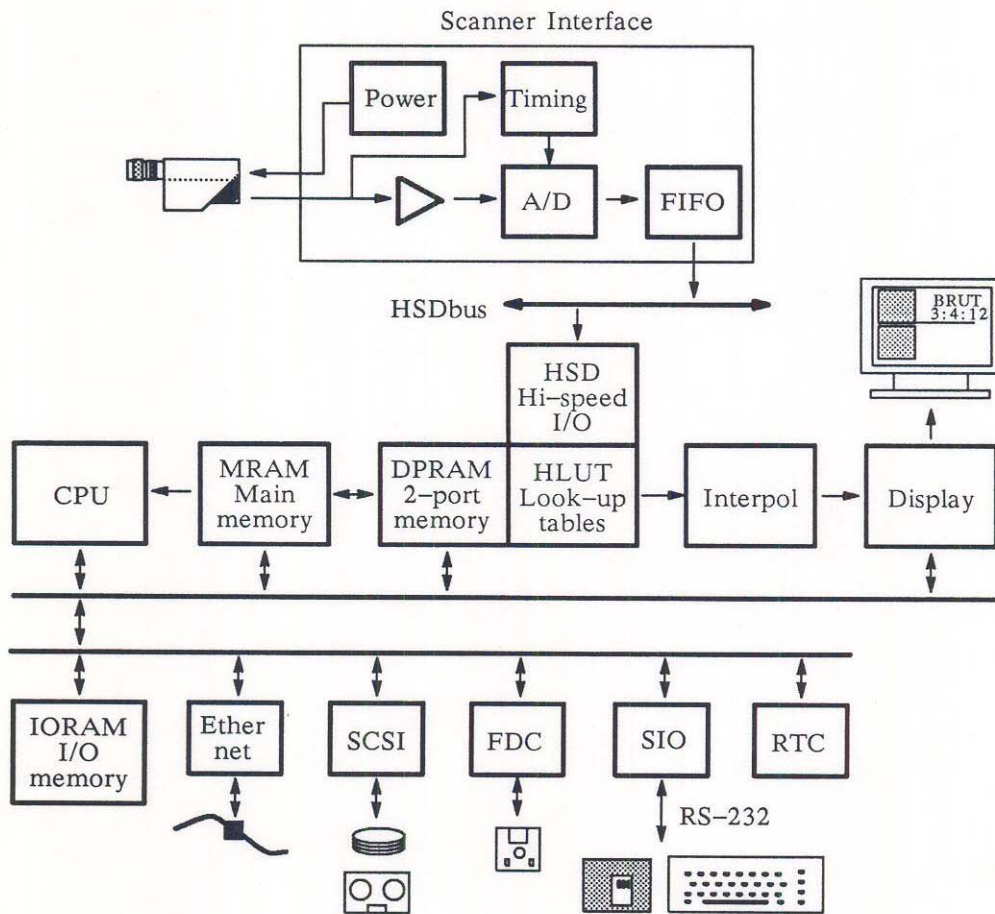 Scanner Interface
Power
Timing
A/D
FIFO
HSDbus
BRUT
3:4:12
HSD
Hi-speed
I/O
CPU
MRAM
Main
memory
DPRAM
2-port
memory
HLUT
Look-up
tables
Interpol
Display
IORAM
I/O
memory
Ether
net
SCSI
FDC
SIO
RTC
RS-232